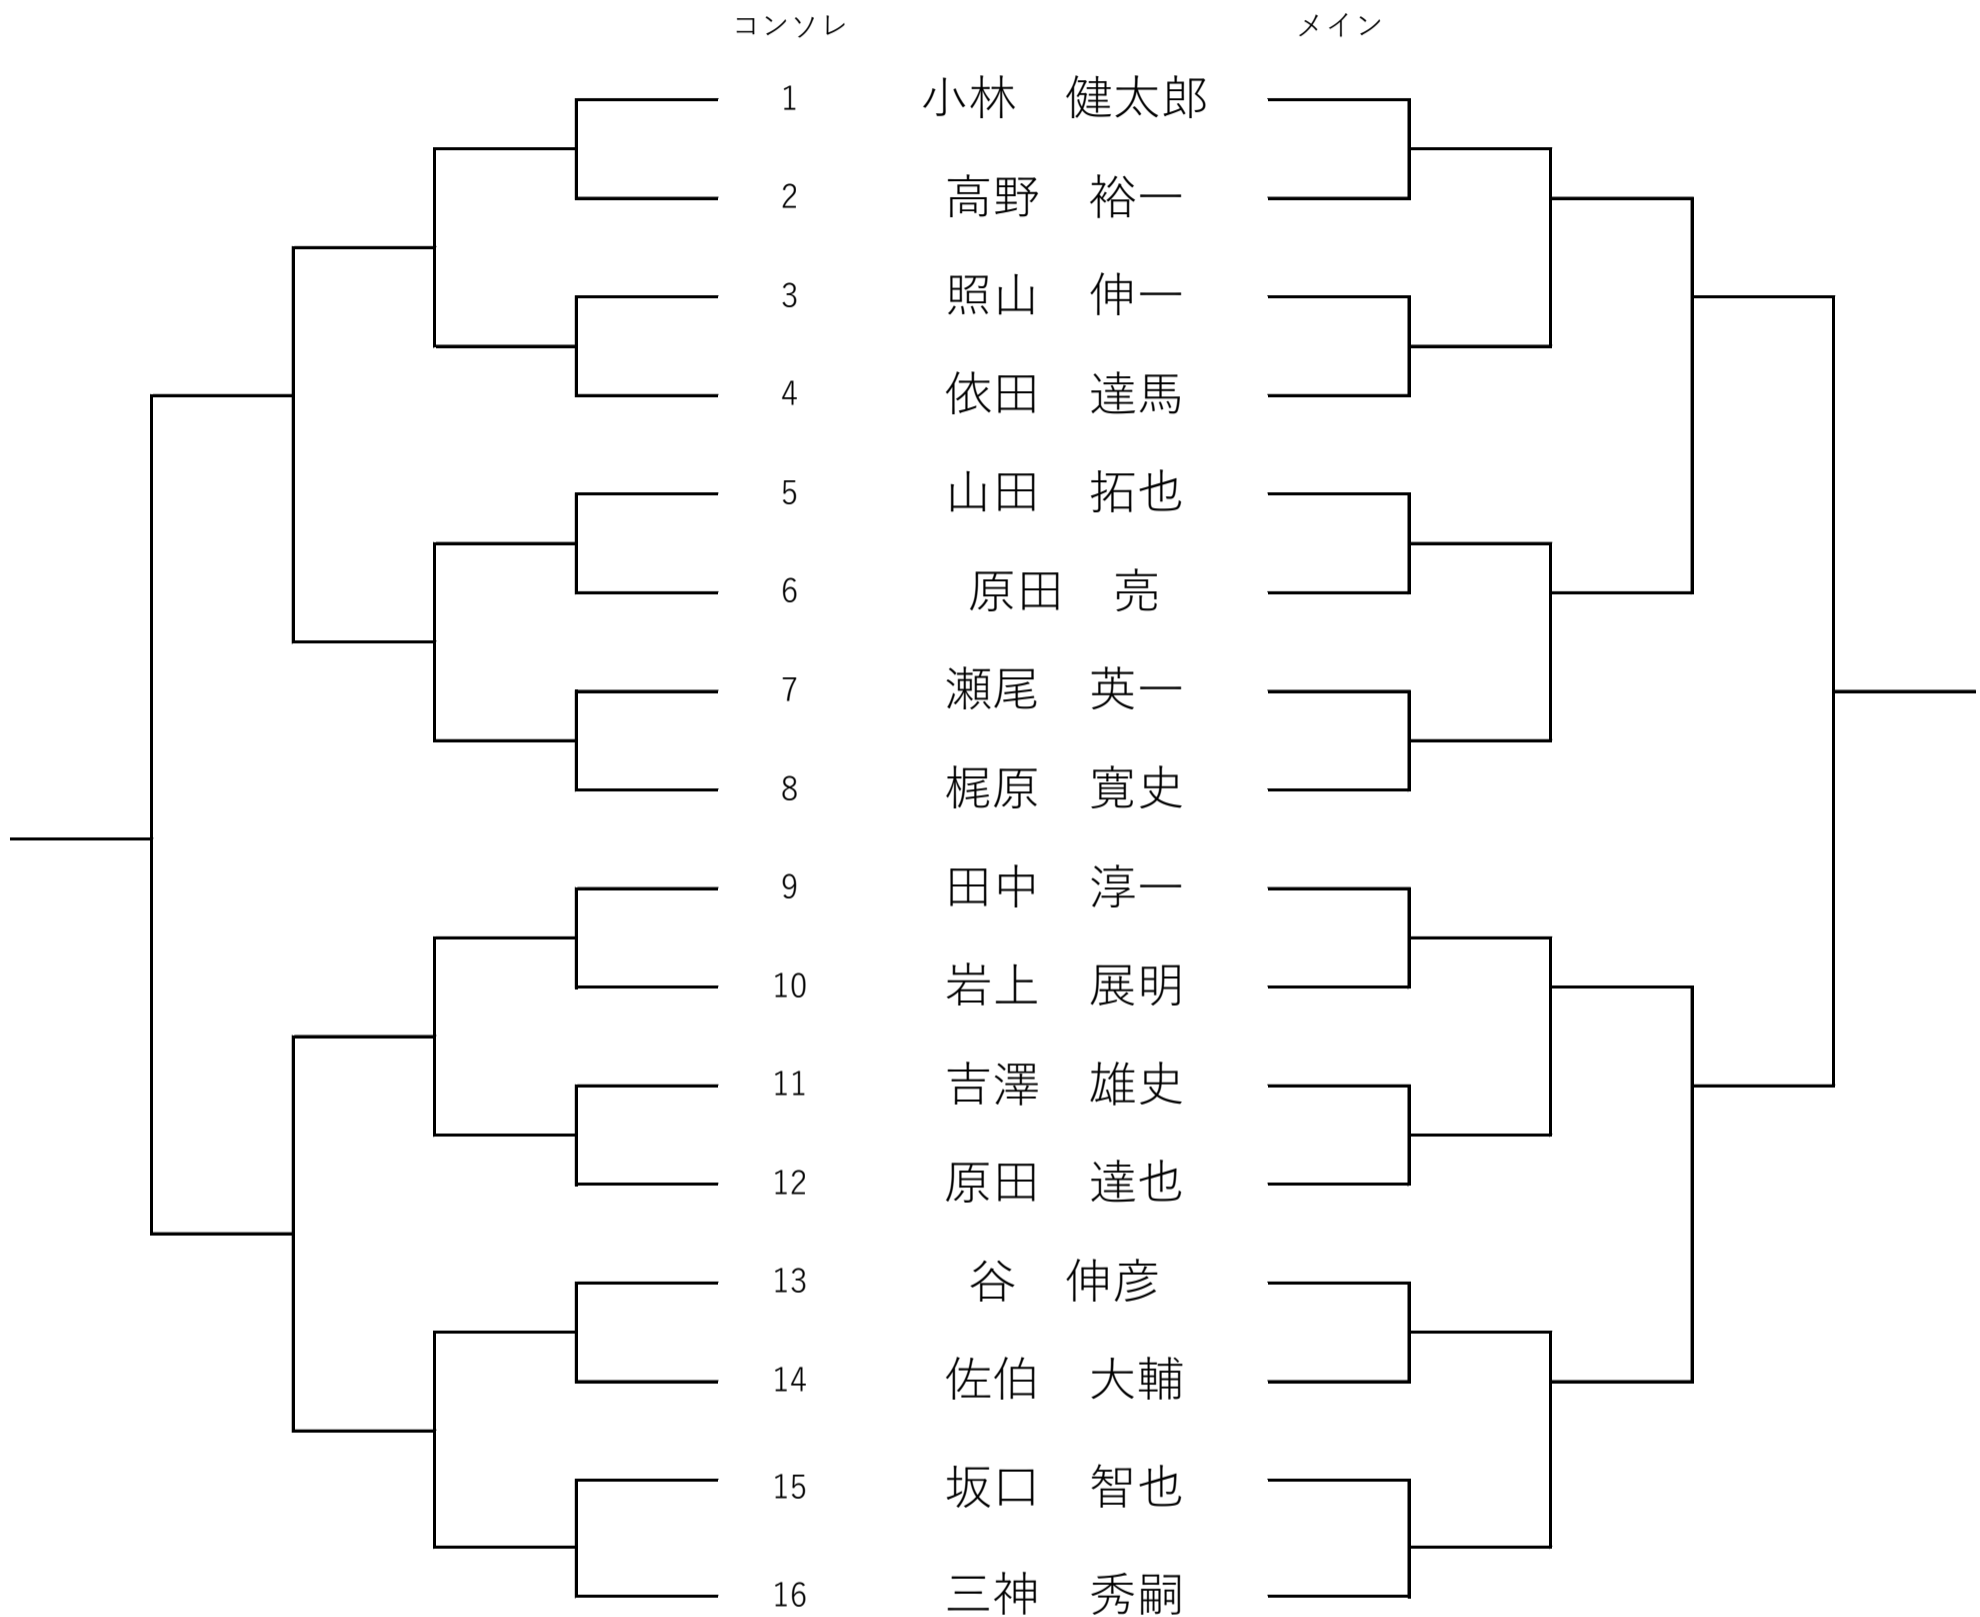 コンソレ メイン
1 小林　健太郎
2 高野　裕一
3 照山　伸一
4 依田　達馬
5 山田　拓也
6 原田　亮
7 瀬尾　英一
8 梶原　寛史
9 田中　淳一
10 岩上　展明
11 吉澤　雄史
12 原田　達也
13 谷　伸彦
14 佐伯　大輔
15 坂口　智也
16 三神　秀嗣